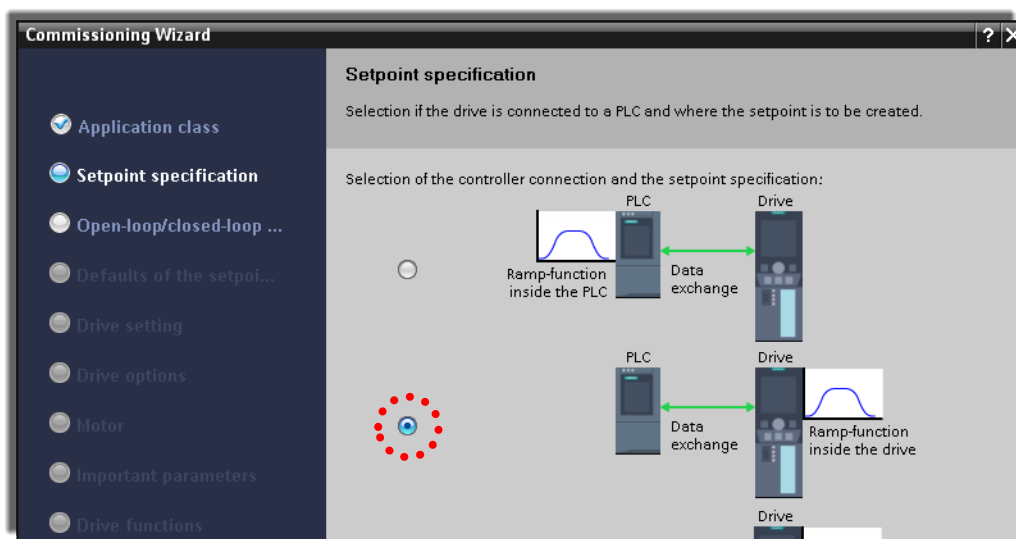 Commissioning Wizard
? X
Setpoint specification
Selection if the drive is connected to a PLC and where the setpoint is to be created.
Application class
Setpoint specification
Open-loop/closed-loop ...
Defaults of the setpoi...
Drive setting
Drive options
Motor
Important parameters
Drive functions
Selection of the controller connection and the setpoint specification:
PLC
Drive
Ramp-function
inside the PLC
Data
exchange
PLC
Drive
Data
exchange
Ramp-function
inside the drive
Drive